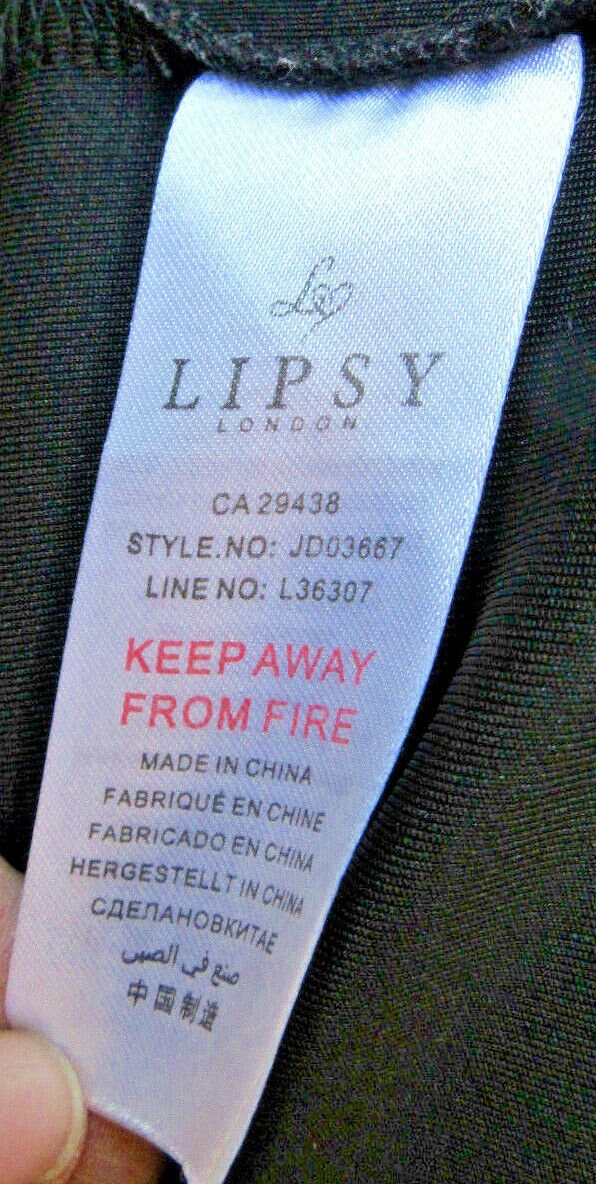 LIPSY
LONDON
CA 29438
STYLE.NO: JD03667
LINE NO: L36307
KEEP AWAY
FROM FIRE
MADE IN CHINA
FABRIQUÉ EN CHINE
FABRICADO EN CHINA
HERGESTELLT IN CHINA
СДЕЛАНОВКИТАЕ
صنع في الصين
中国制造